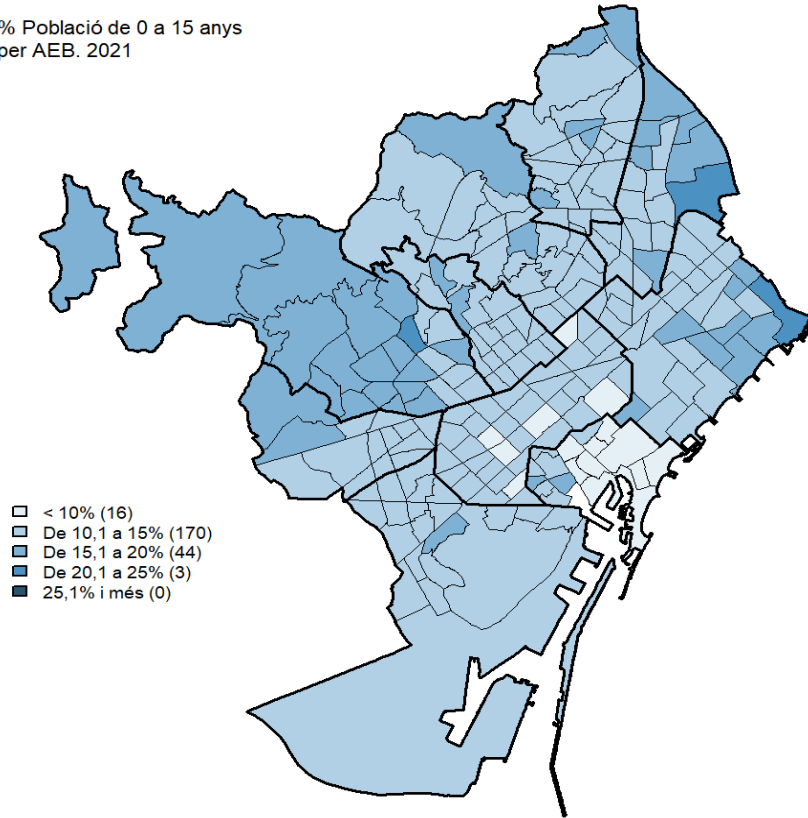 % Població de 0 a 15 anys
per AEB. 2021
< 10% (16)
De 10,1 a 15% (170)
De 15,1 a 20% (44)
De 20,1 a 25% (3)
25,1% i més (0)